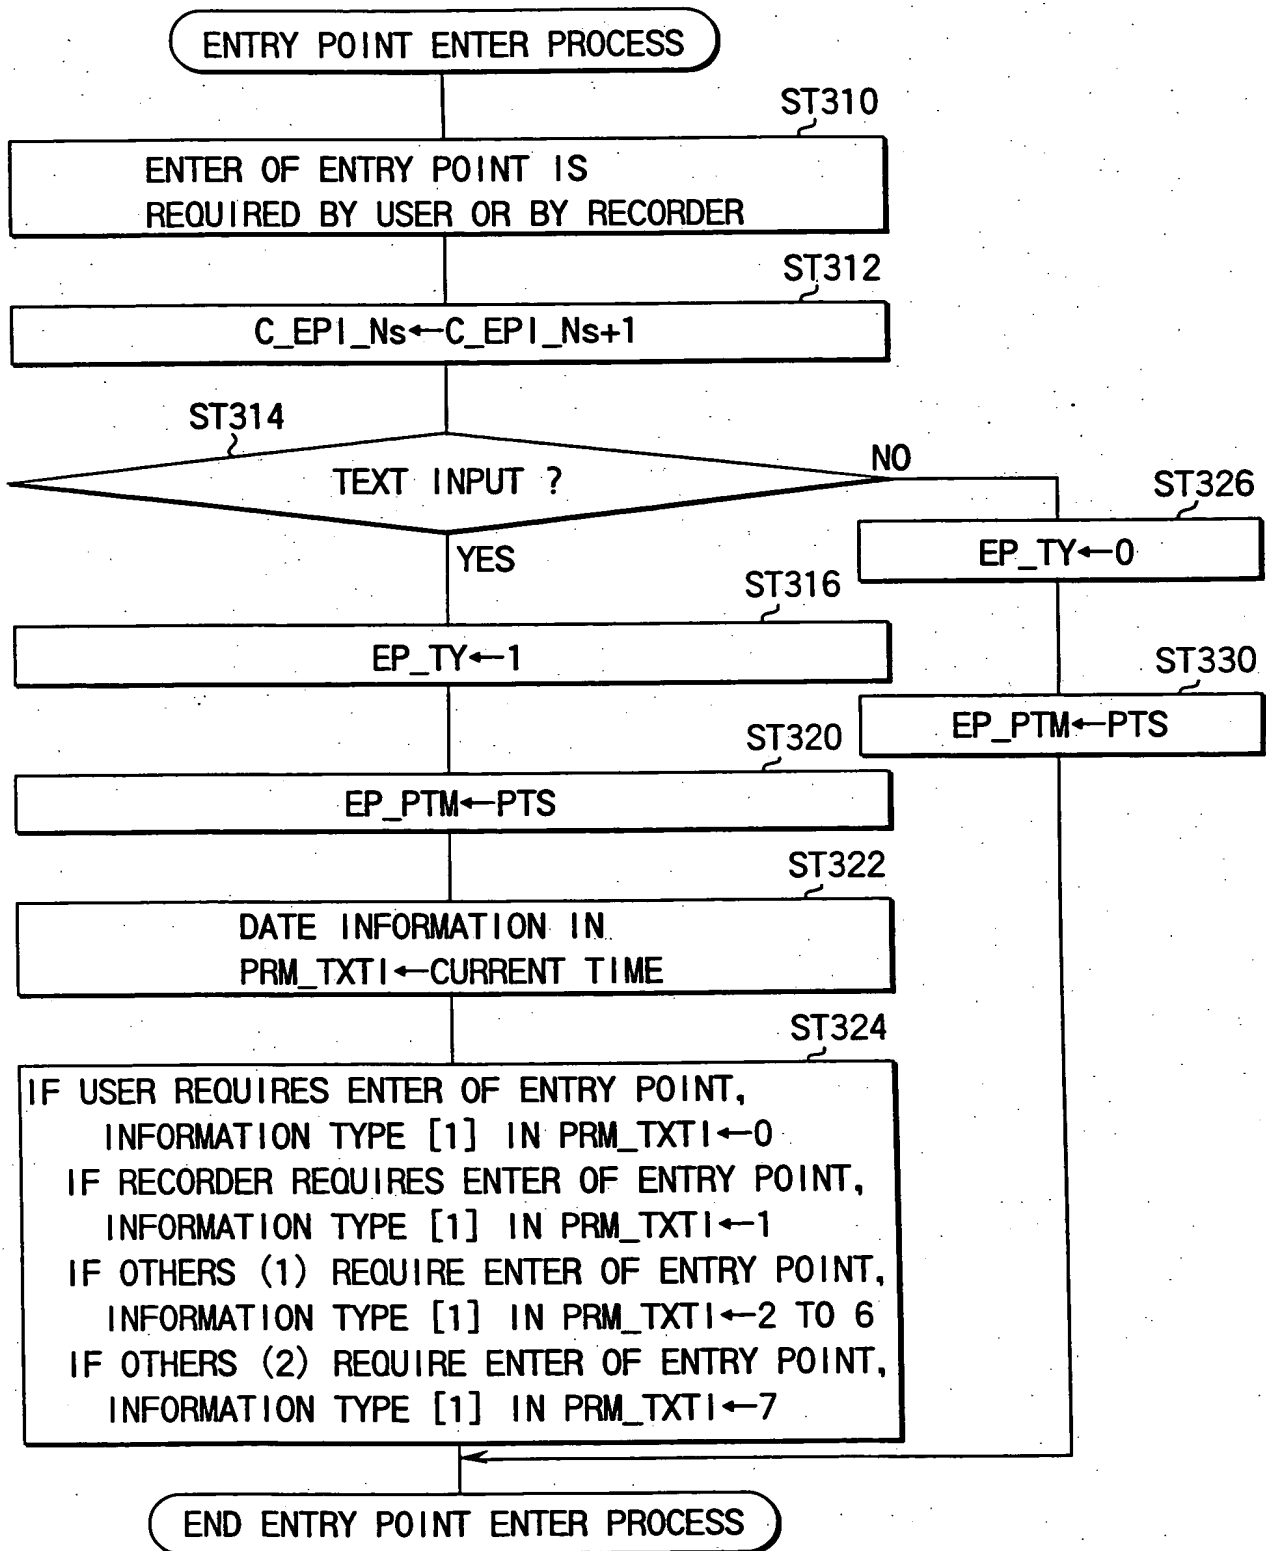 ENTRY POINT ENTER PROCESS
ST310
ENTER OF ENTRY POINT IS
REQUIRED BY USER OR BY RECORDER
ST312
C_EPI_Ns←C_EPI_Ns+1
ST314
TEXT INPUT ?
NO
YES
ST326
EP_TY←0
ST316
EP_TY←1
ST330
EP_PTM←PTS
ST320
EP_PTM←PTS
ST322
DATE INFORMATION IN
PRM_TXTI←CURRENT TIME
ST324
IF USER REQUIRES ENTER OF ENTRY POINT,
INFORMATION TYPE [1] IN PRM_TXTI←0
IF RECORDER REQUIRES ENTER OF ENTRY POINT,
INFORMATION TYPE [1] IN PRM_TXTI←1
IF OTHERS (1) REQUIRE ENTER OF ENTRY POINT,
INFORMATION TYPE [1] IN PRM_TXTI←2 TO 6
IF OTHERS (2) REQUIRE ENTER OF ENTRY POINT,
INFORMATION TYPE [1] IN PRM_TXTI←7
END ENTRY POINT ENTER PROCESS